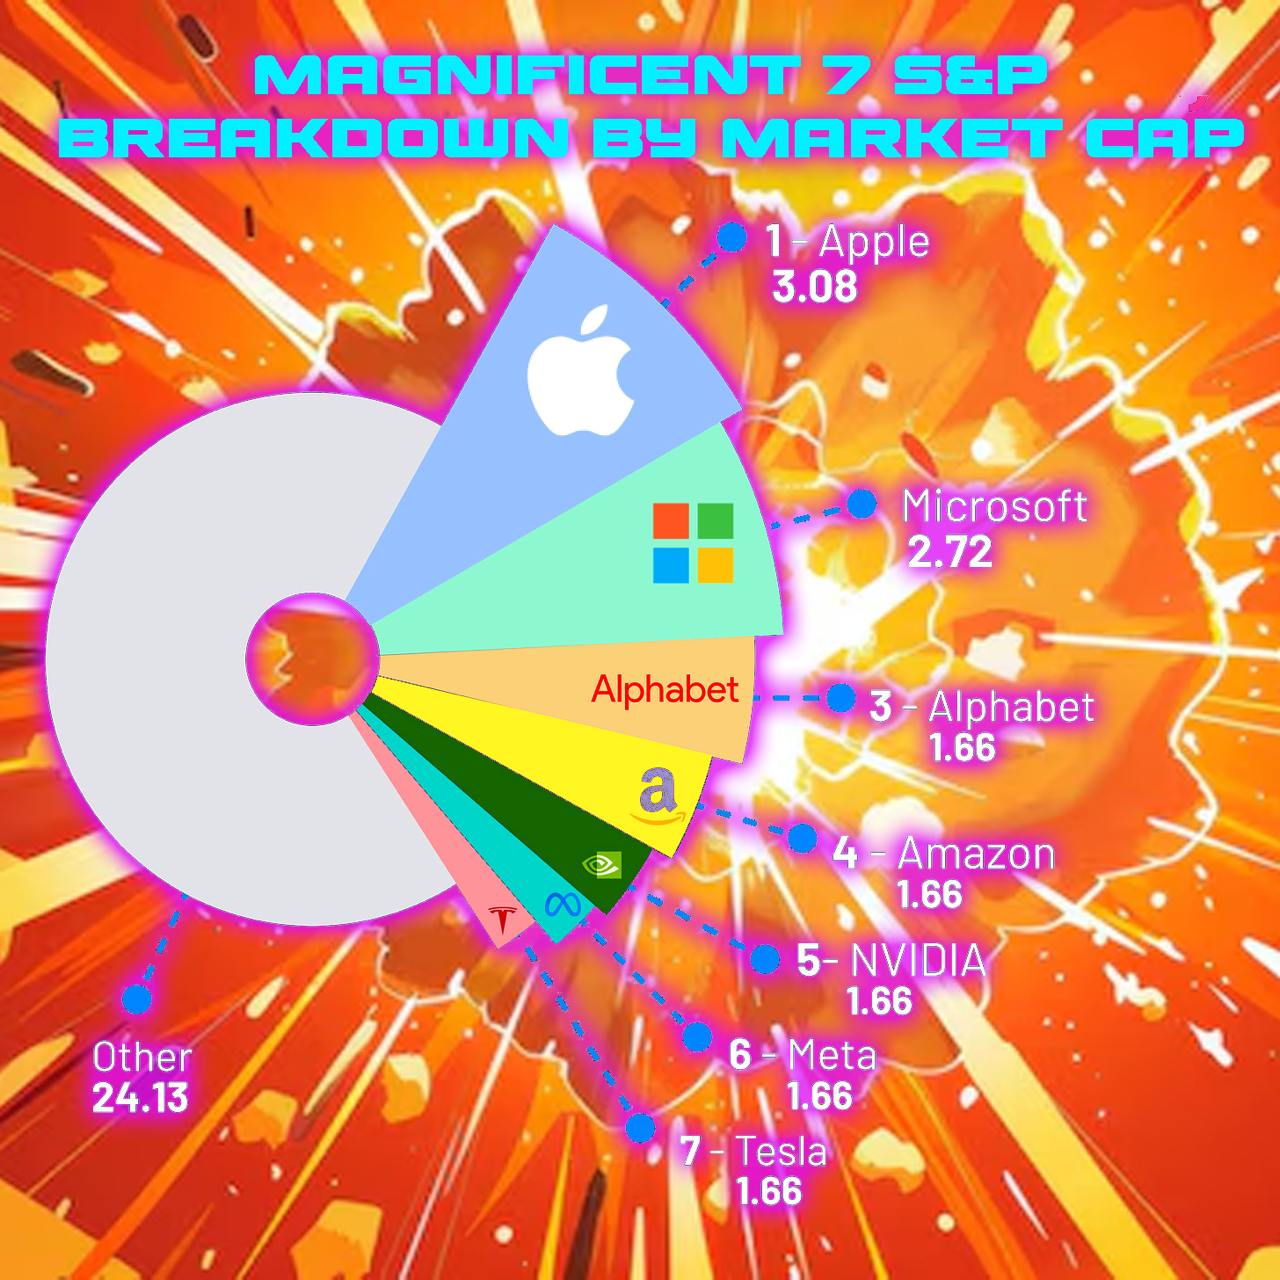 MAGNIFICENT 7 S&P
BREAKDOWN BY MARKET CAP
1 - Apple
3.08
Microsoft
2.72
Alphabet
3 - Alphabet
1.66
a
4 - Amazon
1.66
5- NVIDIA
1.66
6 - Meta
1.66
7 - Tesla
1.66
Other
24.13